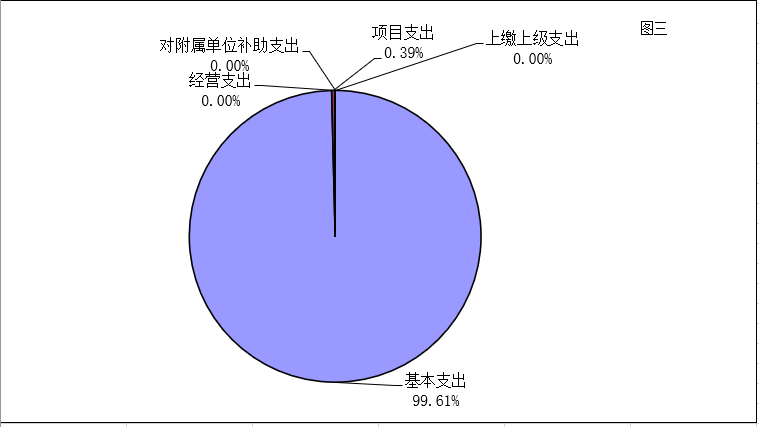 图三
项目支出
0.39%
上缴上级支出
0.00%
对附属单位补助支出
0.00%
经营支出
0.00%
基本支出
99.61%